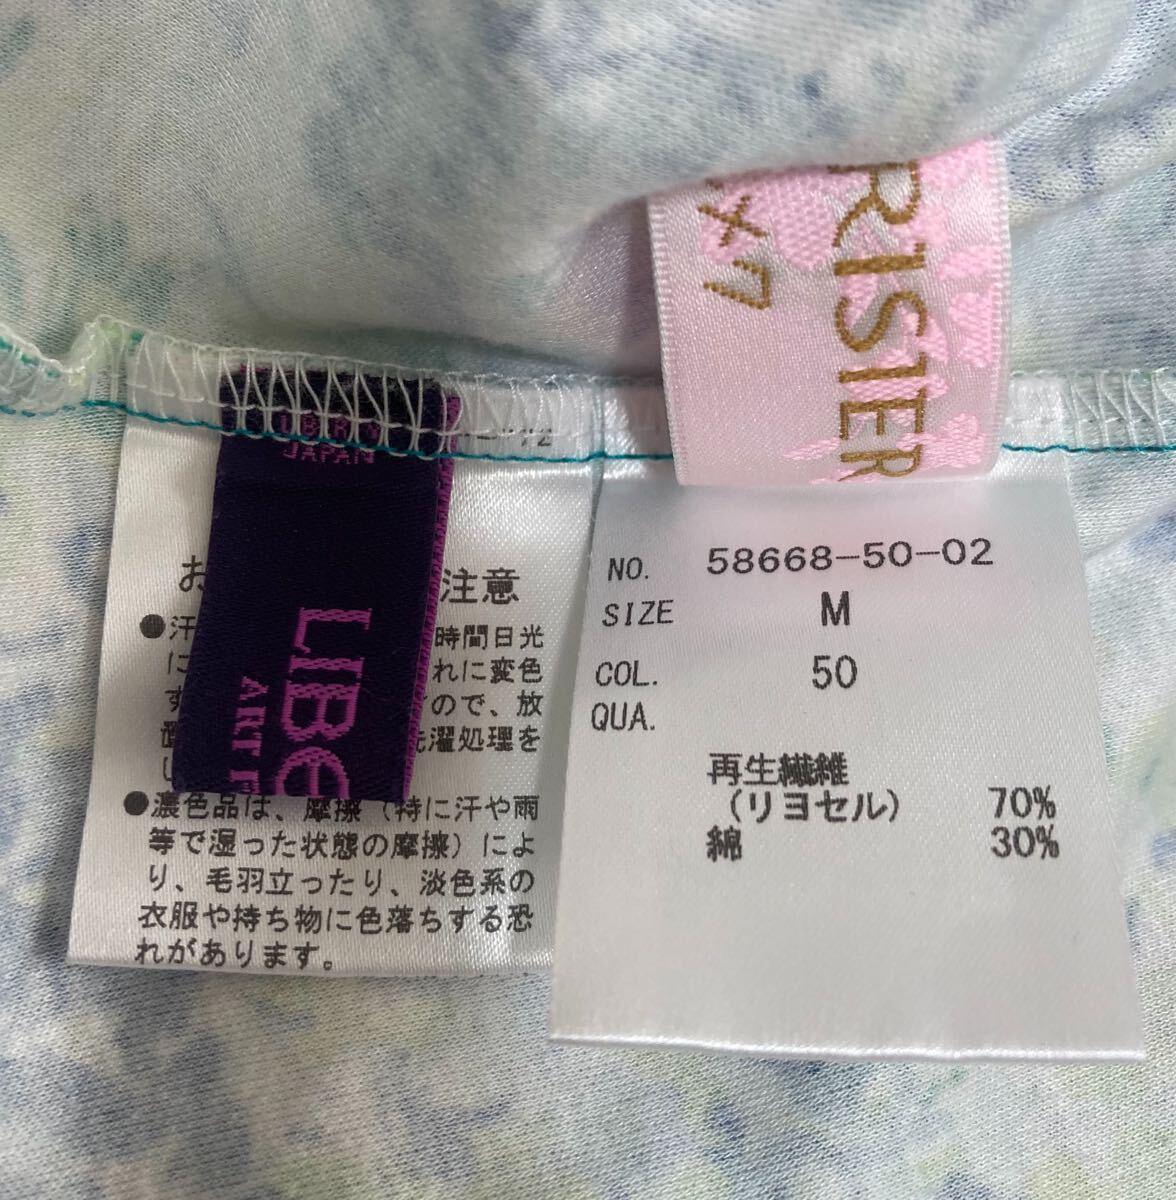 RISTER
メ7
LIBERTY
JAPAN
LIBe
ART F
お 注意
●汗 時間日光
に れに変色
す ので、放
洗濯処理を
し
●濃色品は、摩擦(特に汗や雨
等で湿った状態の摩擦)によ
り、毛羽立ったり、淡色系の
衣服や持ち物に色落ちする恐
れがあります。
NO. 58668-50-02
SIZE M
COL. 50
QUA.
再生繊維
(リヨセル) 70%
綿 30%